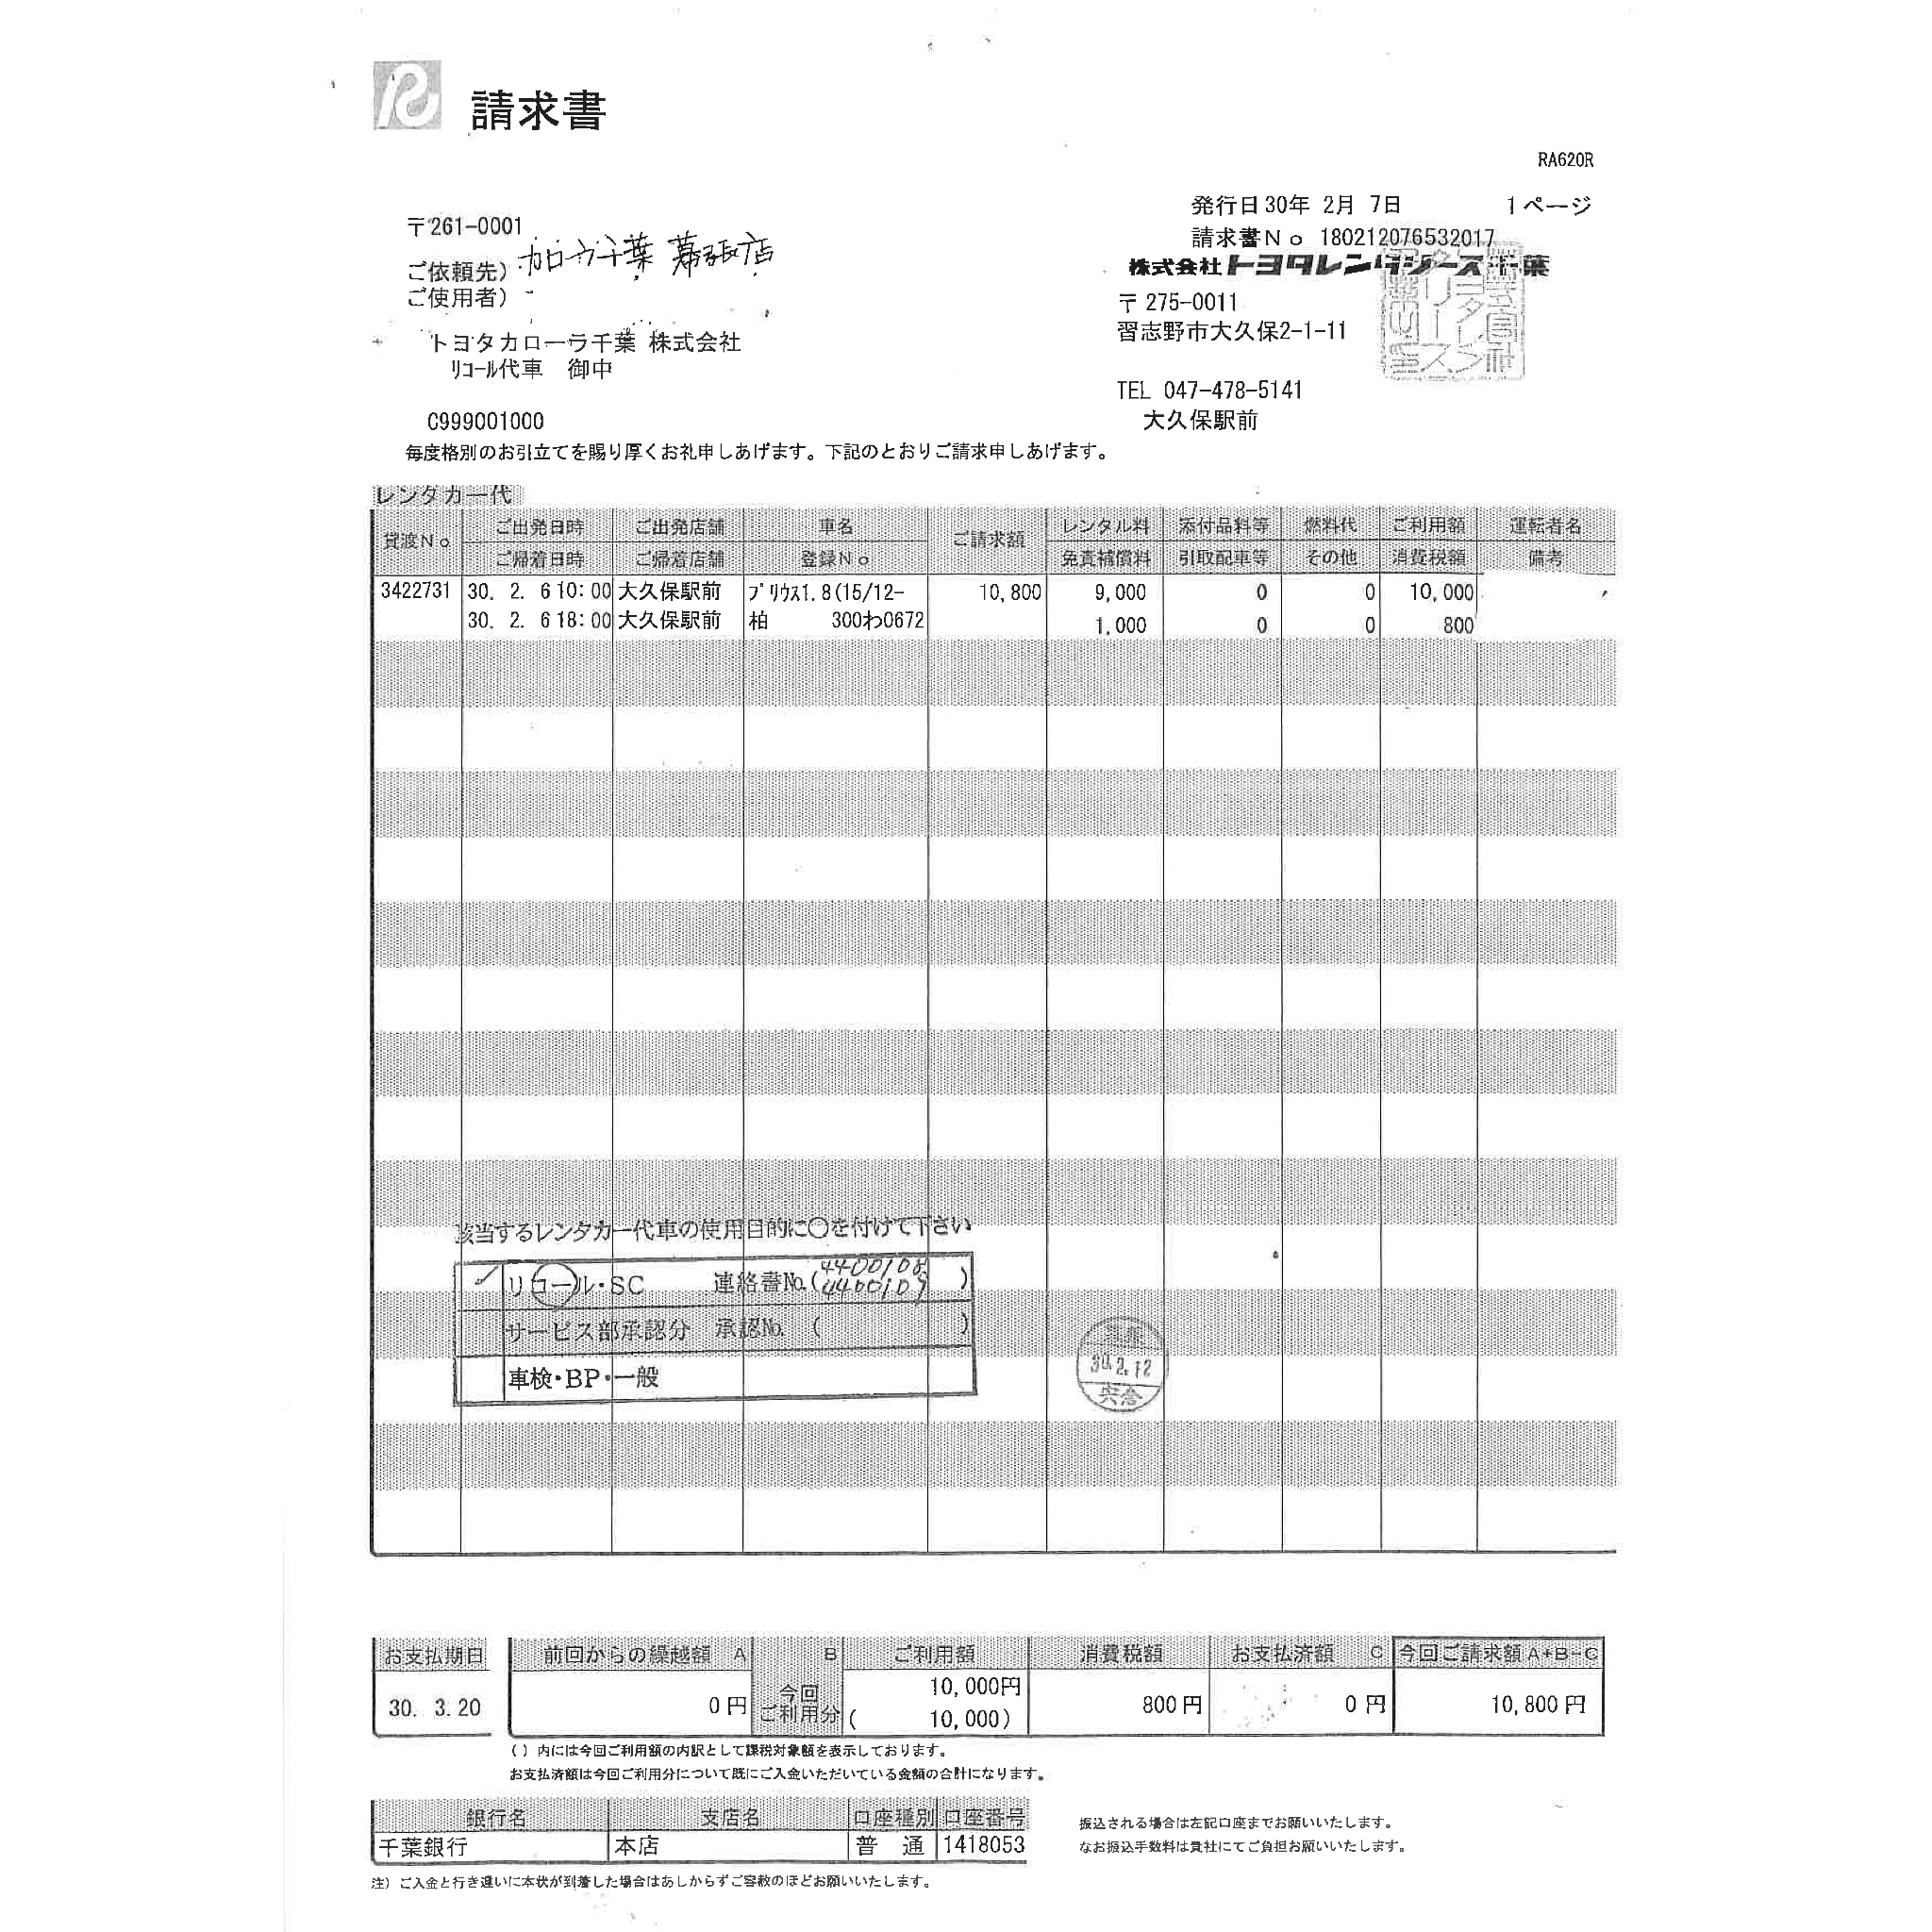 請求書
RA620R
発行日 30年 2月 7日 1ページ
請求書No 180212076532017
株式会社トヨタレンタリース千葉
〒275-0011
習志野市大久保2-1-11
TEL 047-478-5141
大久保駅前
〒261-0001
ご依頼先) カローラ千葉 幕張店
ご使用者)
トヨタカローラ千葉 株式会社
ﾘｺｰﾙ代車 御中
C999001000
毎度格別のお引立てを賜り厚くお礼申しあげます。下記のとおりご請求申しあげます。
レンタカー代
貸渡No ご出発日時 ご出発店舗 車名 ご請求額 レンタル料 添付品料等 燃料代 ご利用額 運転者名
ご帰着日時 ご帰着店舗 登録No 免責補償料 引取配車等 その他 消費税額 備考
3422731 30. 2. 6 10:00 大久保駅前 ﾌﾟﾘｳｽ1.8(15/12- 10,800 9,000 0 0 10,000
30. 2. 6 18:00 大久保駅前 柏 300わ0672 1,000 0 0 800
該当するレンタカー代車の使用目的に○を付けて下さい
リコール・SC 連絡書No.(4400108 4400109)
サービス部承認分 承認No. ( )
車検・BP・一般
30.2.12
お支払期日 前回からの繰越額 A B ご利用額 消費税額 お支払済額 C 今回ご請求額 A+B-C
30. 3.20 0円 今回ご利用分 10,000円 800円 0円 10,800円
( 10,000)
( )内には今回ご利用額の内訳として課税対象額を表示しております。
お支払済額は今回ご利用分について既にご入金いただいている金額の合計になります。
銀行名 支店名 口座種別 口座番号
千葉銀行 本店 普 通 1418053
振込される場合は左記口座までお願いいたします。
なお振込手数料は貴社にてご負担お願いいたします。
注) ご入金と行き違いに本状が到着した場合はあしからずご容赦のほどお願いいたします。